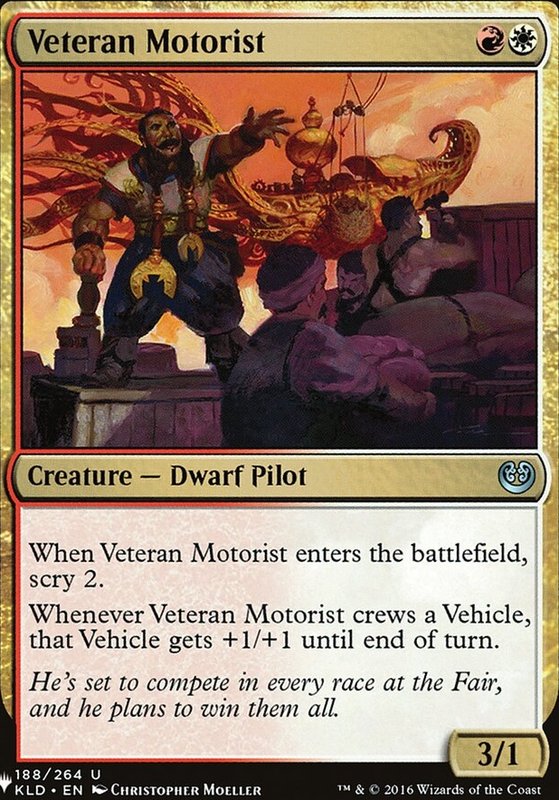 Veteran Motorist
Creature — Dwarf Pilot
When Veteran Motorist enters the battlefield,
scry 2.
Whenever Veteran Motorist crews a Vehicle,
that Vehicle gets +1/+1 until end of turn.
He's set to compete in every race at the Fair,
and he plans to win them all.
3/1
188/264 U
KLD • EN Christopher Moeller
™ & © 2016 Wizards of the Coast